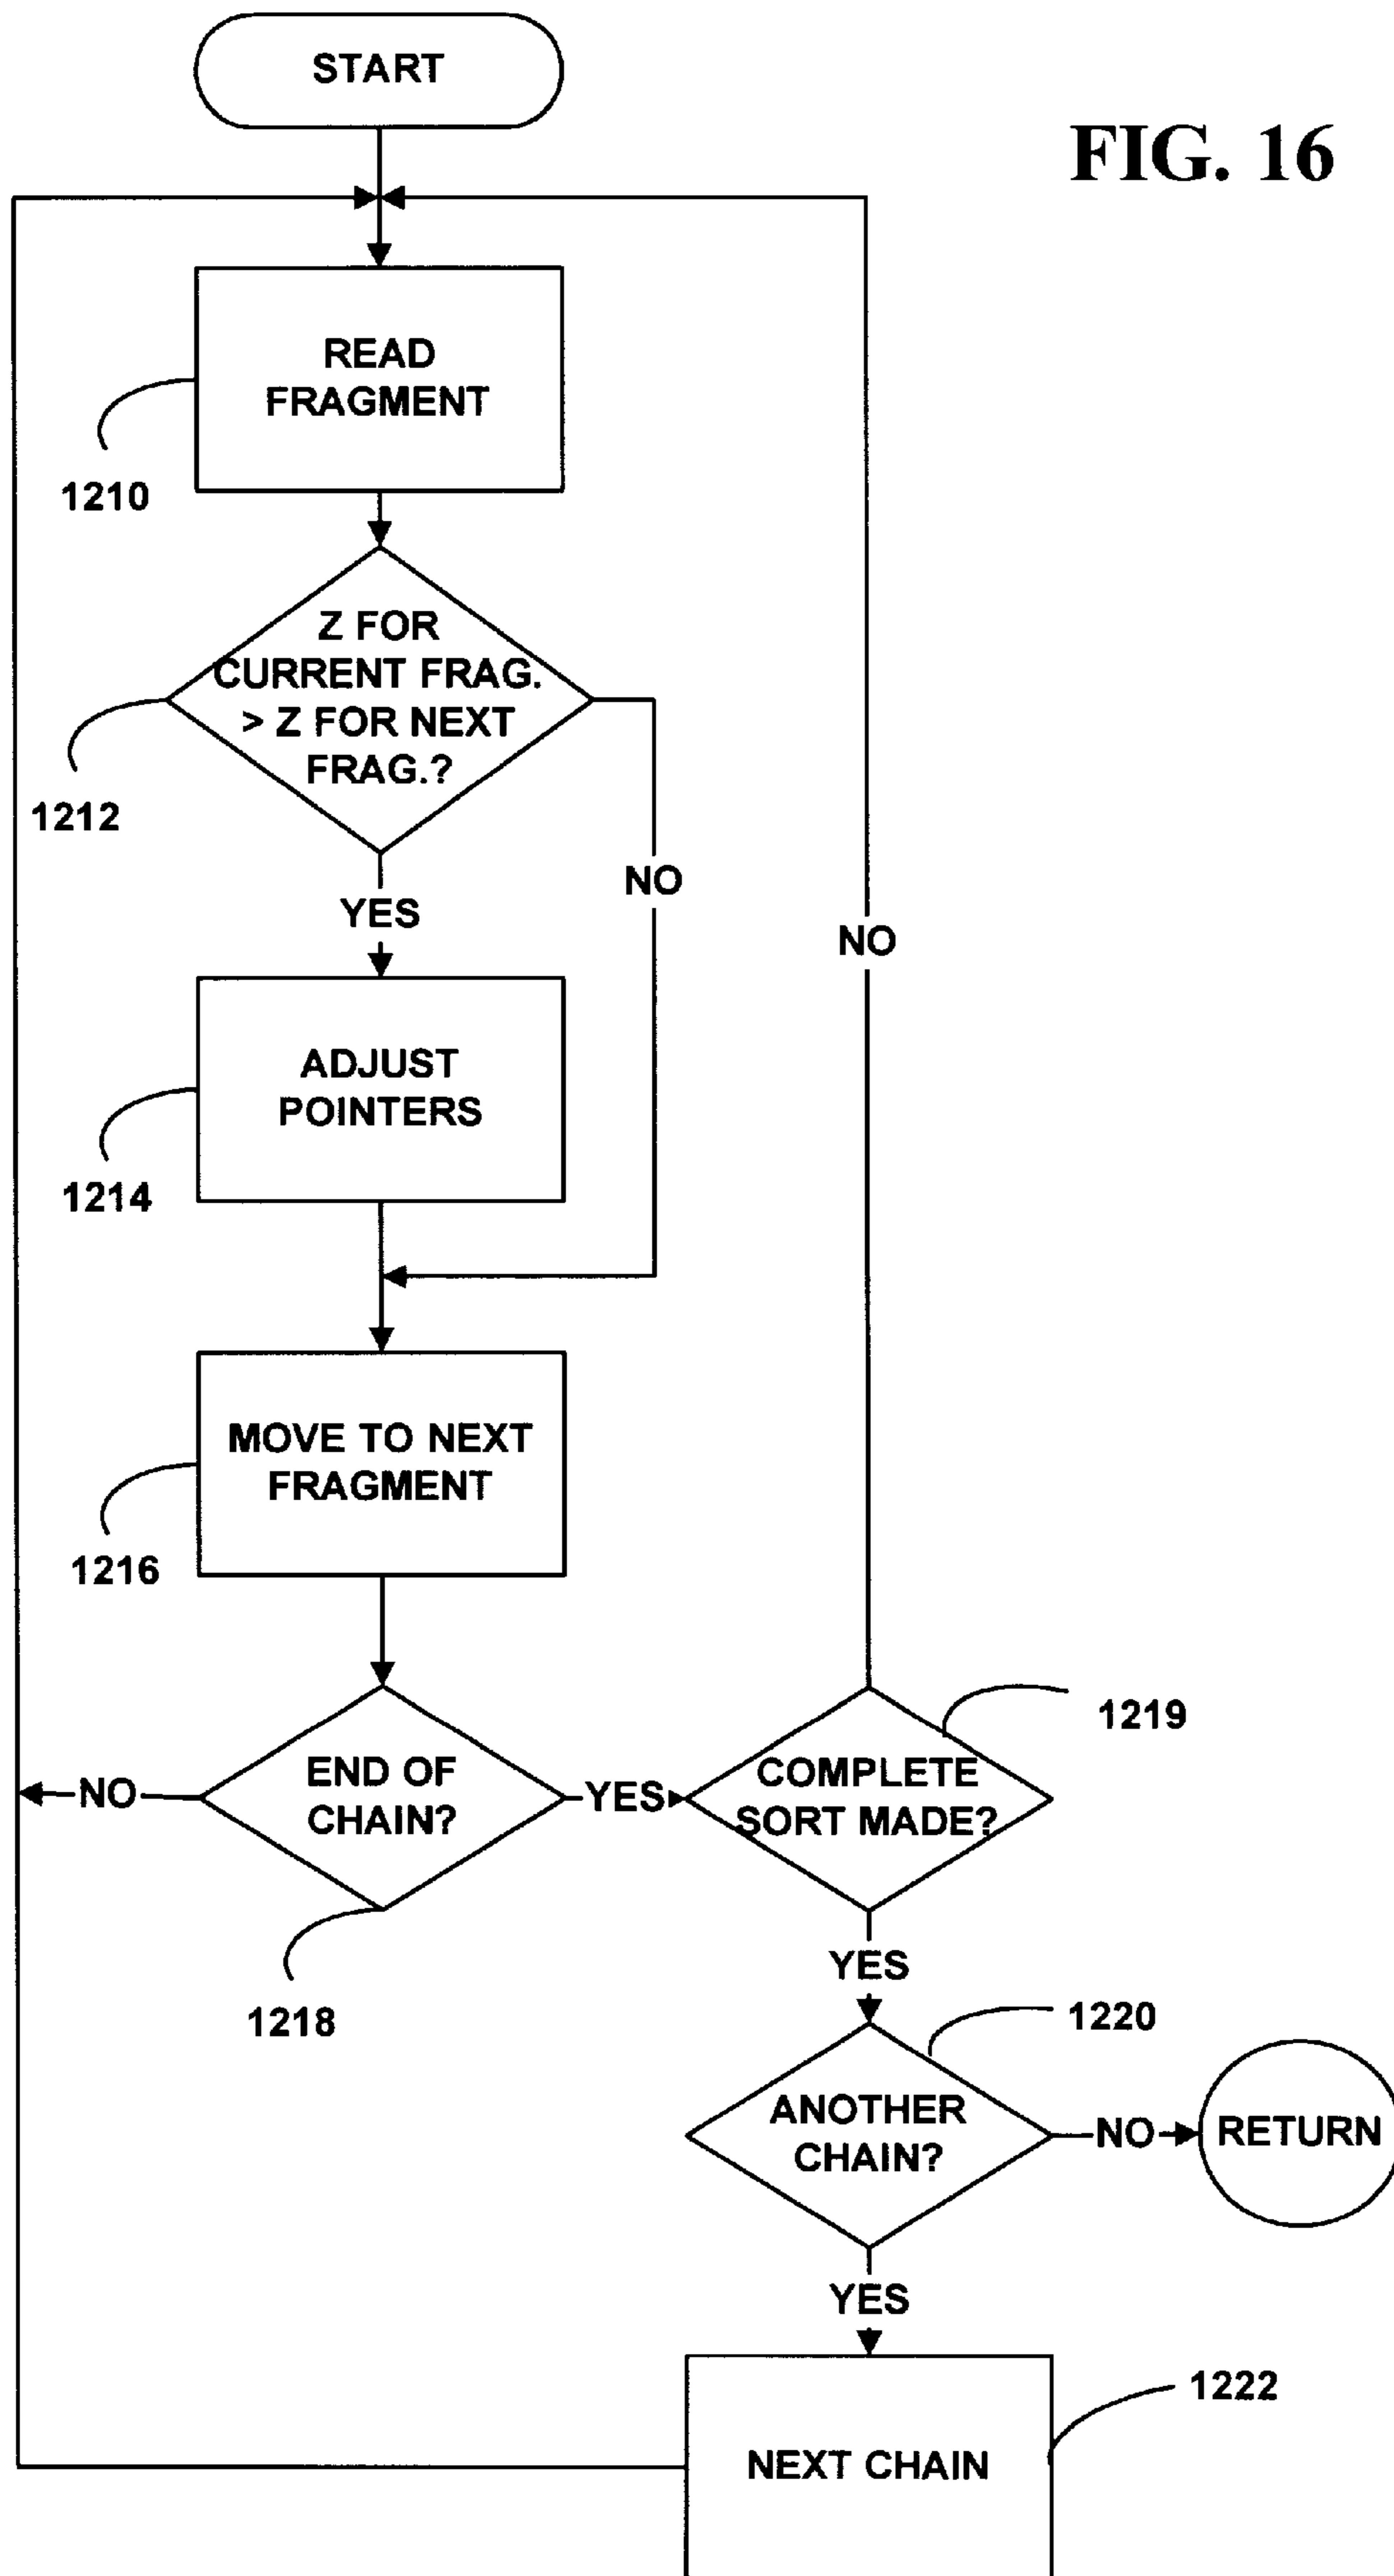 START
FIG. 16
READ
FRAGMENT
1210
Z FOR
CURRENT FRAG.
> Z FOR NEXT
FRAG.?
1212
NO
YES
NO
ADJUST
POINTERS
1214
MOVE TO NEXT
FRAGMENT
1216
1219
END OF
CHAIN?
NO
YES
COMPLETE
SORT MADE?
1218
YES
1220
ANOTHER
CHAIN?
NO
RETURN
YES
1222
NEXT CHAIN